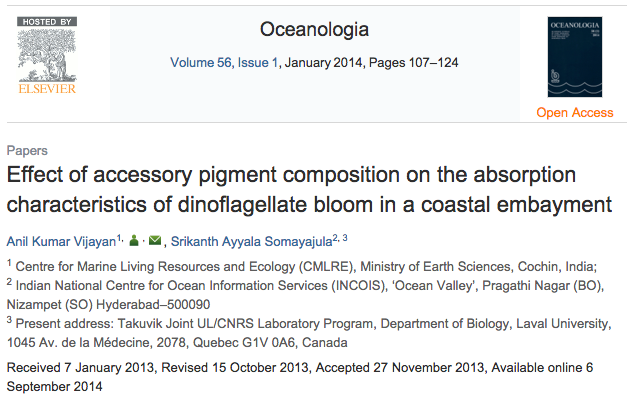 HOSTED BY
ELSEVIER
Oceanologia
Volume 56, Issue 1, January 2014, Pages 107–124
OCEANOLOGIA
Open Access
Papers
Effect of accessory pigment composition on the absorption
characteristics of dinoflagellate bloom in a coastal embayment
Anil Kumar Vijayan1, · , Srikanth Ayyala Somayajula2, 3
1 Centre for Marine Living Resources and Ecology (CMLRE), Ministry of Earth Sciences, Cochin, India;
2 Indian National Centre for Ocean Information Services (INCOIS), ‘Ocean Valley’, Pragathi Nagar (BO),
Nizampet (SO) Hyderabad–500090
3 Present address: Takuvik Joint UL/CNRS Laboratory Program, Department of Biology, Laval University,
1045 Av. de la Médecine, 2078, Quebec G1V 0A6, Canada
Received 7 January 2013, Revised 15 October 2013, Accepted 27 November 2013, Available online 6
September 2014